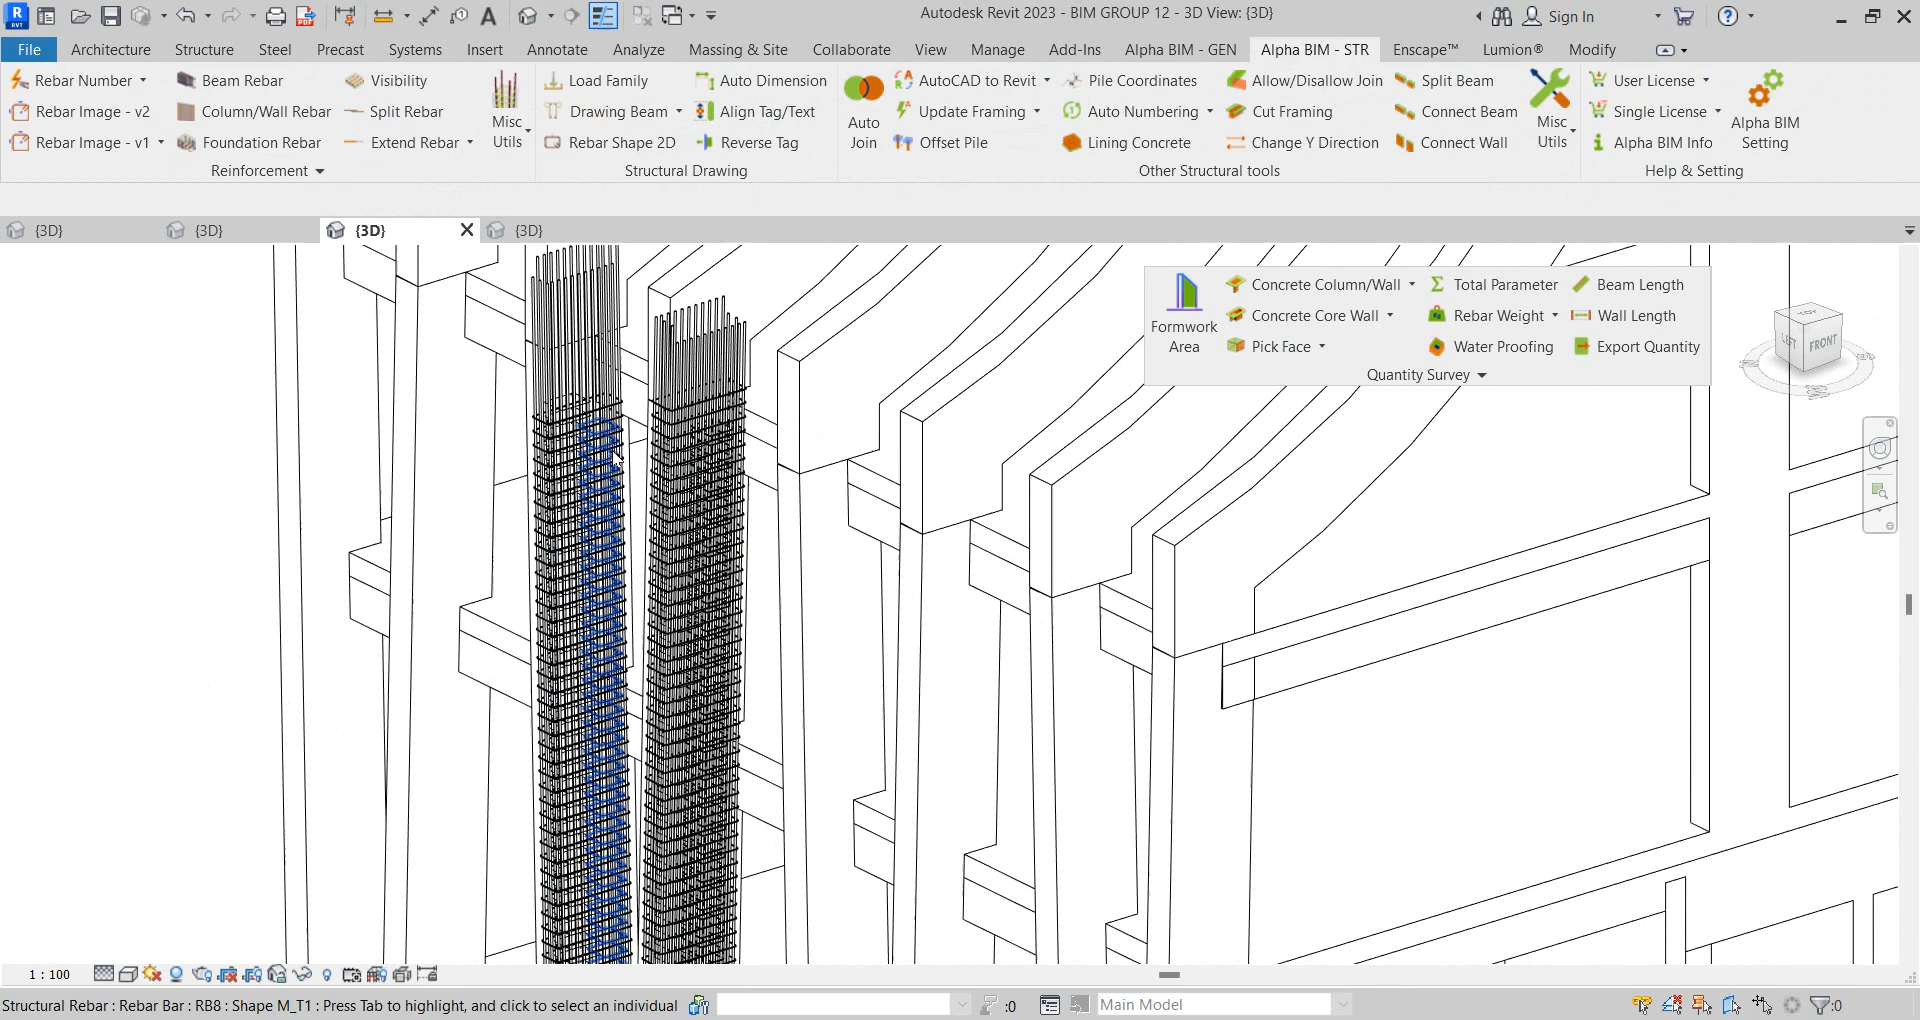 Autodesk Revit 2023 - BIM GROUP 12 - 3D View: {3D}
Sign In
File Architecture Structure Steel Precast Systems Insert Annotate Analyze Massing & Site Collaborate View Manage Add-Ins Alpha BIM - GEN Alpha BIM - STR Enscape™ Lumion® Modify
Rebar Number
Rebar Image - v2
Rebar Image - v1
Beam Rebar
Column/Wall Rebar
Foundation Rebar
Visibility
Split Rebar
Extend Rebar
Misc
Utils
Reinforcement
Load Family
Drawing Beam
Rebar Shape 2D
Auto Dimension
Align Tag/Text
Reverse Tag
Structural Drawing
Auto
Join
AutoCAD to Revit
Update Framing
Offset Pile
Pile Coordinates
Auto Numbering
Lining Concrete
Allow/Disallow Join
Cut Framing
Change Y Direction
Split Beam
Connect Beam
Connect Wall
Misc
Utils
Other Structural tools
User License
Single License
Alpha BIM Info
Alpha BIM
Setting
Help & Setting
{3D} {3D} {3D} {3D}
Formwork
Area
Concrete Column/Wall
Concrete Core Wall
Pick Face
Total Parameter
Rebar Weight
Water Proofing
Beam Length
Wall Length
Export Quantity
Quantity Survey
TOP
LEFT
FRONT
1 : 100
Structural Rebar : Rebar Bar : RB8 : Shape M_T1 : Press Tab to highlight, and click to select an individual
:0
Main Model
:0